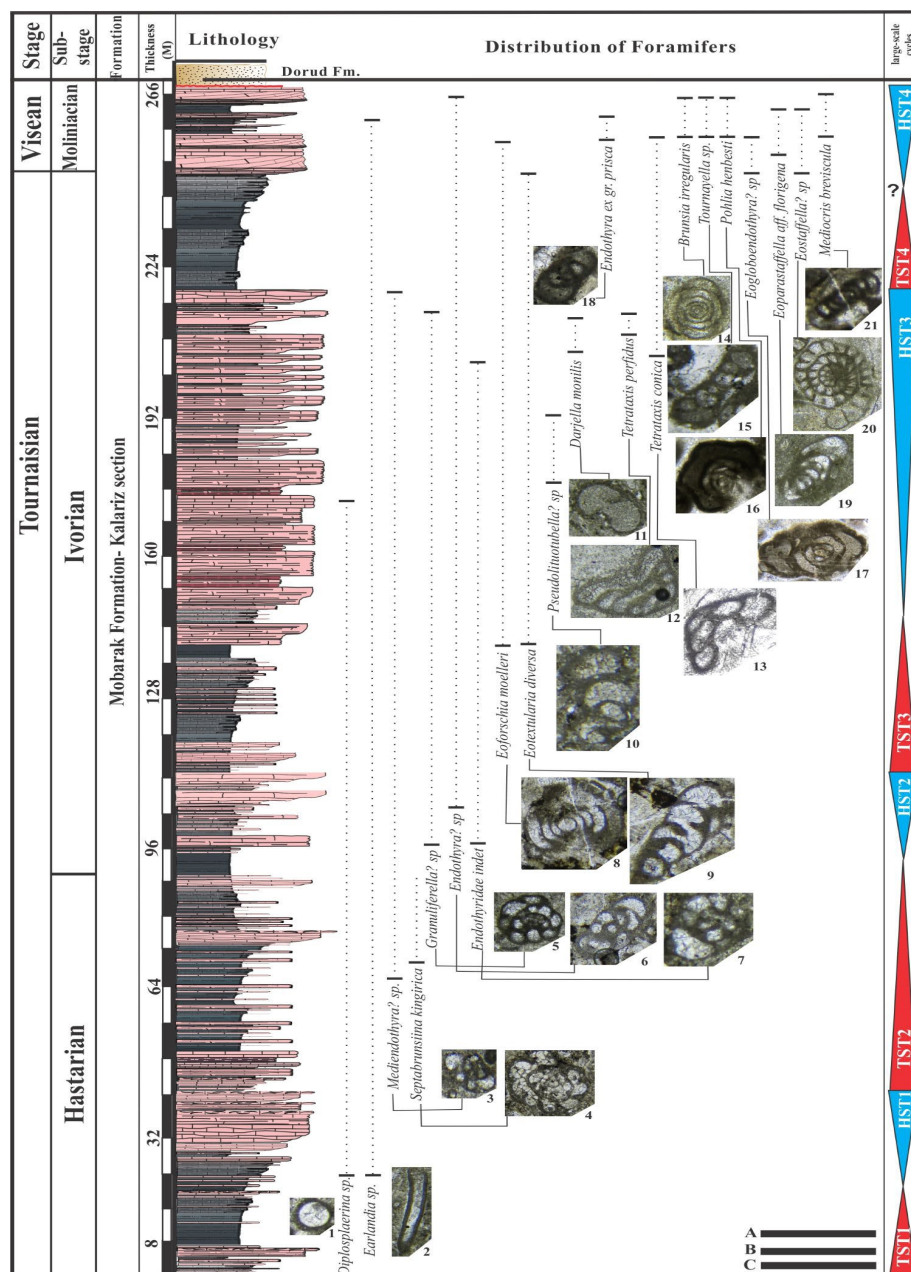 Stage
Sub-stage
Formation
Thickness (M)
Lithology
Distribution of Foramifers
large-scale cycles
Dorud Fm.
Visean
Moliniacian
Tournaisian
Ivorian
Hastarian
Mobarak Formation- Kalariz section
266
224
192
160
128
96
64
32
8
Endothyra ex gr. prisca
Brunsia irregularis
Tournayella sp.
Pohlia henbesti
Eogloboendothyra? sp
Eoparastaffella aff. florigena
Eostaffella? sp
Mediocris breviscula
Darjella monilis
Tetrataxis perfidus
Tetrataxis conica
Pseudolituotubella? sp
Eoforschia moelleri
Eotextularia diversa
Granuliferella? sp
Endothyra? sp
Endothyridae indet
Mediendothyra? sp.
Septabrunsiina kingirica
Diplosplaerina sp.
Earlandia sp.
18
14
21
15
20
16
19
11
17
12
13
10
8
9
5
6
7
3
4
1
2
A
B
C
HST4
?
TST4
HST3
TST3
HST2
TST2
HST1
TST1